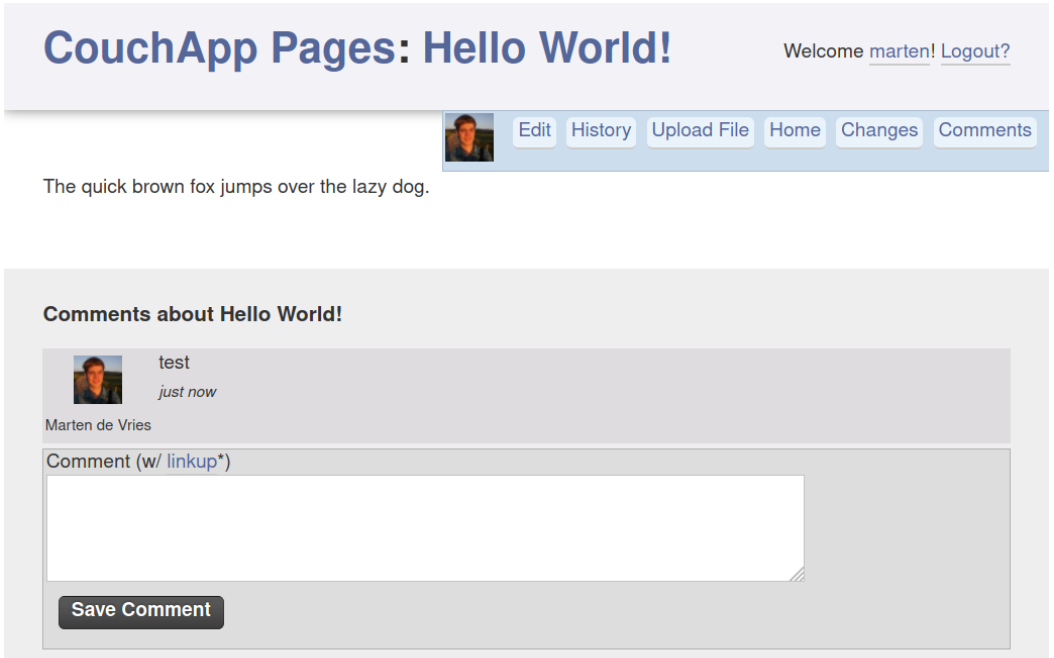 CouchApp Pages: Hello World!
Welcome marten! Logout?
Edit History Upload File Home Changes Comments
The quick brown fox jumps over the lazy dog.
Comments about Hello World!
test
just now
Marten de Vries
Comment (w/ linkup*)
Save Comment